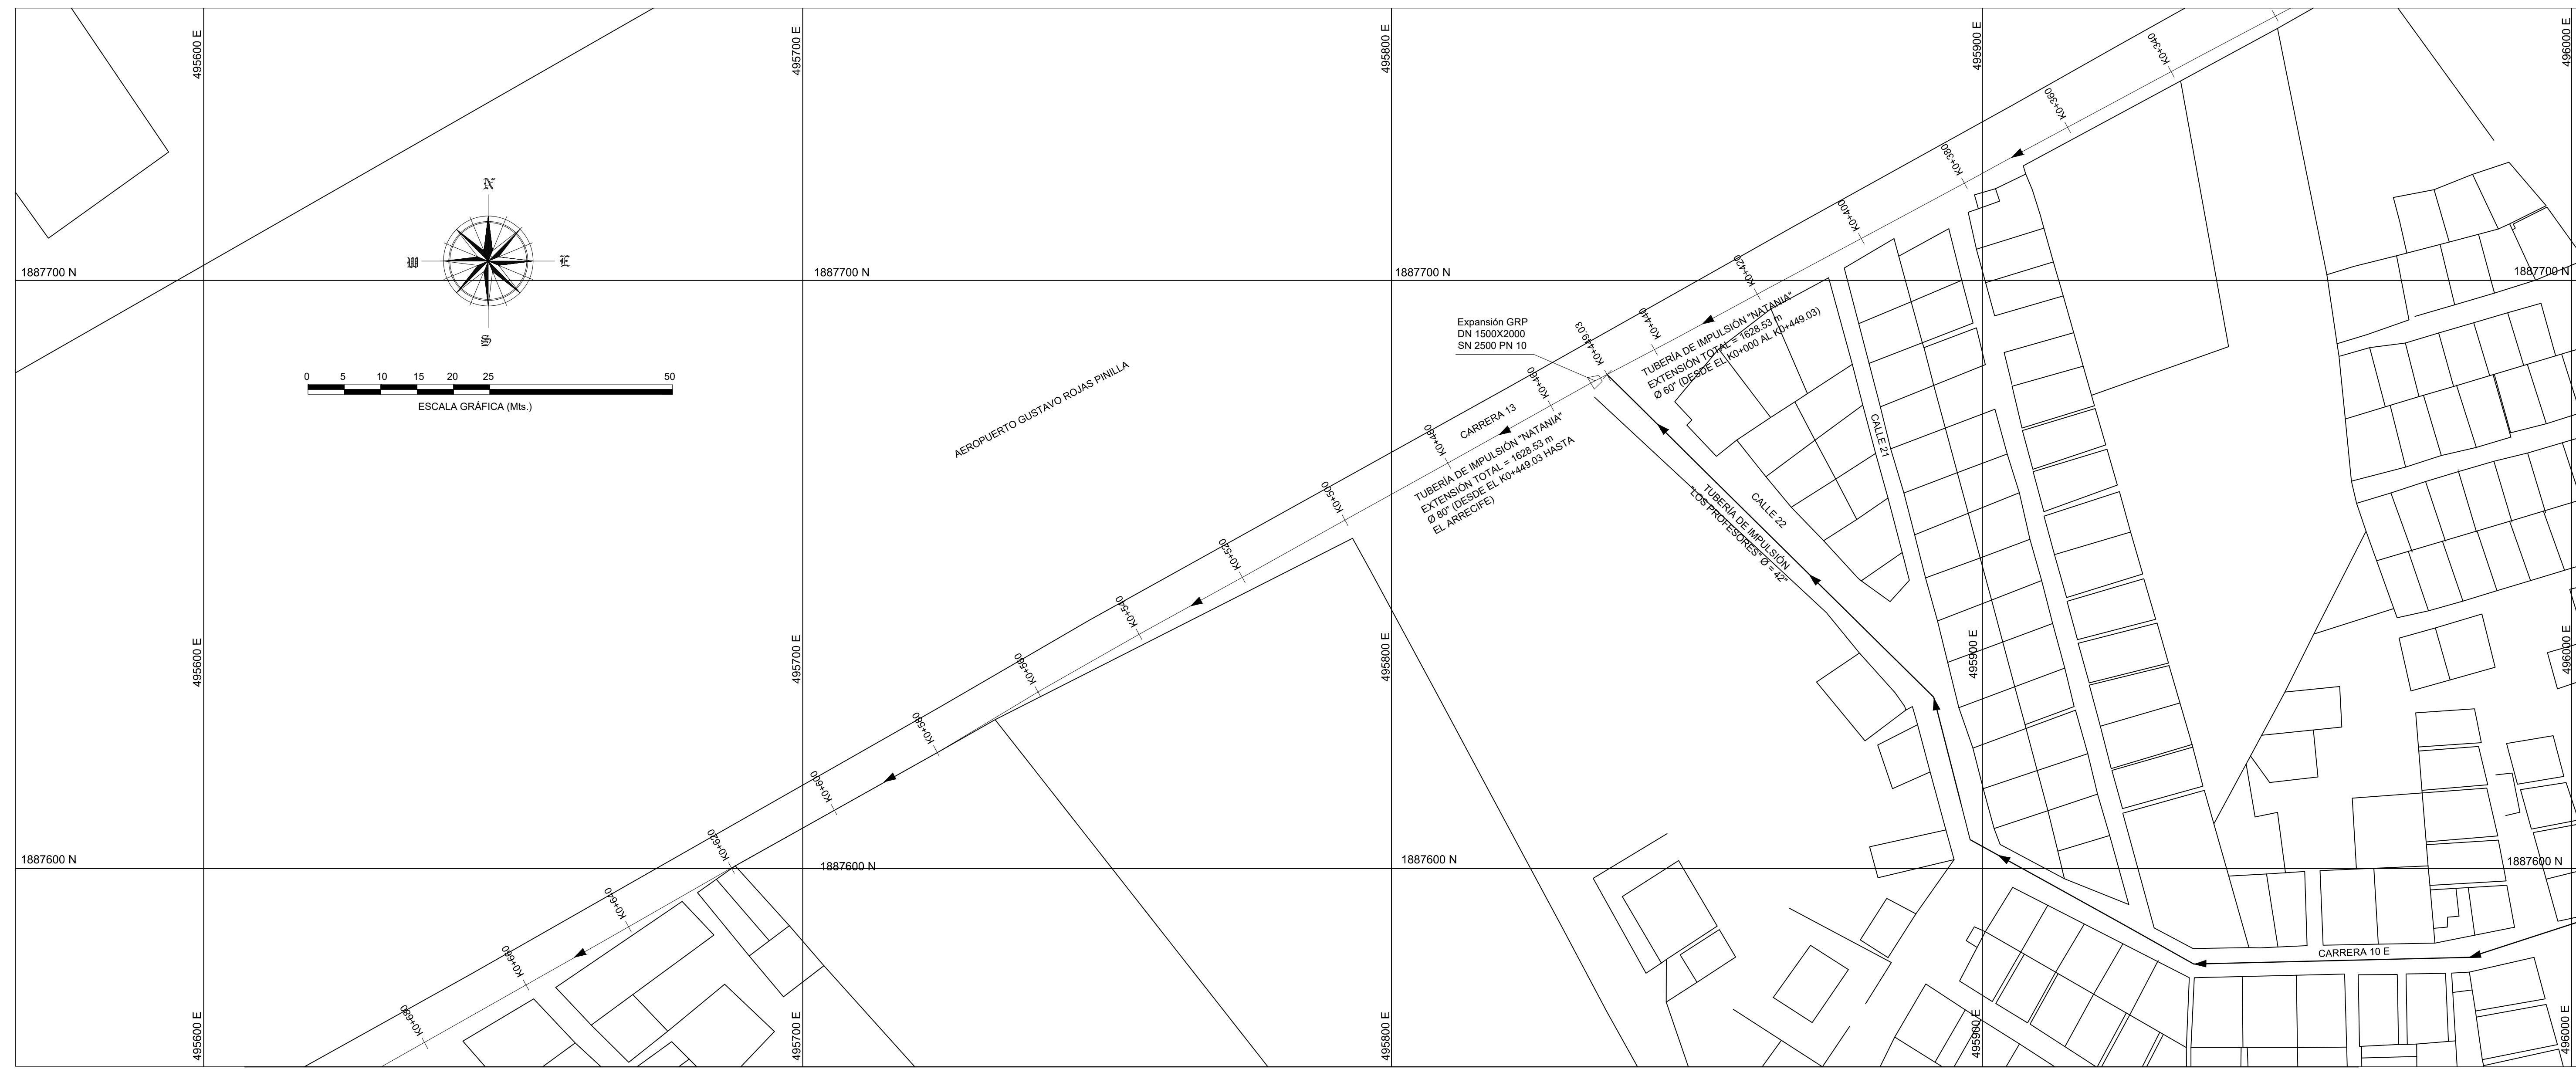 495600 E
495700 E
495800 E
495900 E
496000 E
K0+340
K0+360
K0+380
K0+400
K0+420
K0+440
K0+449.03
K0+460
K0+480
K0+500
K0+520
K0+540
K0+560
K0+580
K0+600
K0+620
K0+640
K0+660
K0+680
N
W
E
S
1887700 N
1887700 N
1887700 N
1887700 N
0 5 10 15 20 25 50
ESCALA GRÁFICA (Mts.)
AEROPUERTO GUSTAVO ROJAS PINILLA
Expansión GRP
DN 1500X2000
SN 2500 PN 10
TUBERÍA DE IMPULSIÓN "NATANIA"
EXTENSIÓN TOTAL = 1628.53 m
Ø 60" (DESDE EL K0+000 AL K0+449.03)
CARRERA 13
TUBERÍA DE IMPULSIÓN "NATANIA"
EXTENSIÓN TOTAL = 1628.53 m
Ø 80" (DESDE EL K0+449.03 HASTA
EL ARRECIFE)
CALLE 21
CALLE 22
TUBERÍA DE IMPULSIÓN
"LOS PROFESORES" Ø = 42"
495600 E
495700 E
495800 E
495900 E
496000 E
1887600 N
1887600 N
1887600 N
1887600 N
CARRERA 10 E
495600 E
495700 E
495800 E
495900 E
496000 E